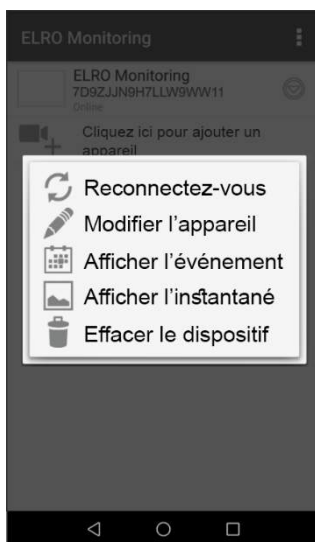 ELRO Monitoring
ELRO Monitoring
7D9ZJJN9H7LLW9WW11
Online
Cliquez ici pour ajouter un
appareil
Reconnectez-vous
Modifier l'appareil
Afficher l'événement
Afficher l'instantané
Effacer le dispositif